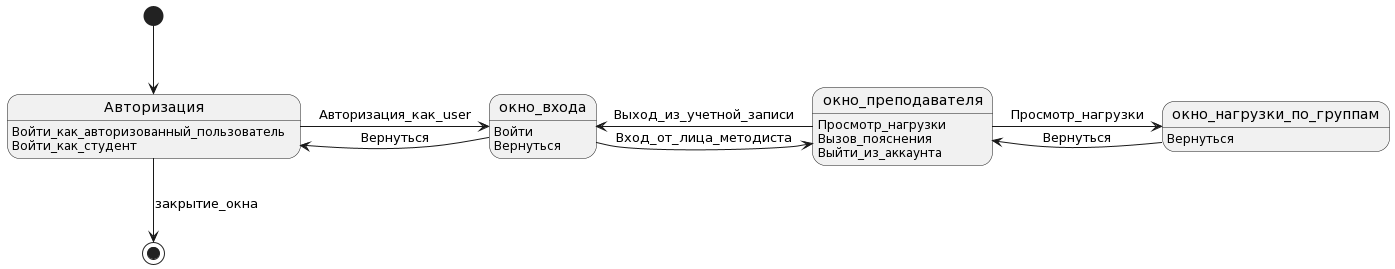 Авторизация
Войти_как_авторизованный_пользователь
Войти_как_студент
Авторизация_как_user
Вернуться
окно_входа
Войти
Вернуться
Выход_из_учетной_записи
Вход_от_лица_методиста
окно_преподавателя
Просмотр_нагрузки
Вызов_пояснения
Выйти_из_аккаунта
Просмотр_нагрузки
Вернуться
окно_нагрузки_по_группам
Вернуться
закрытие_окна